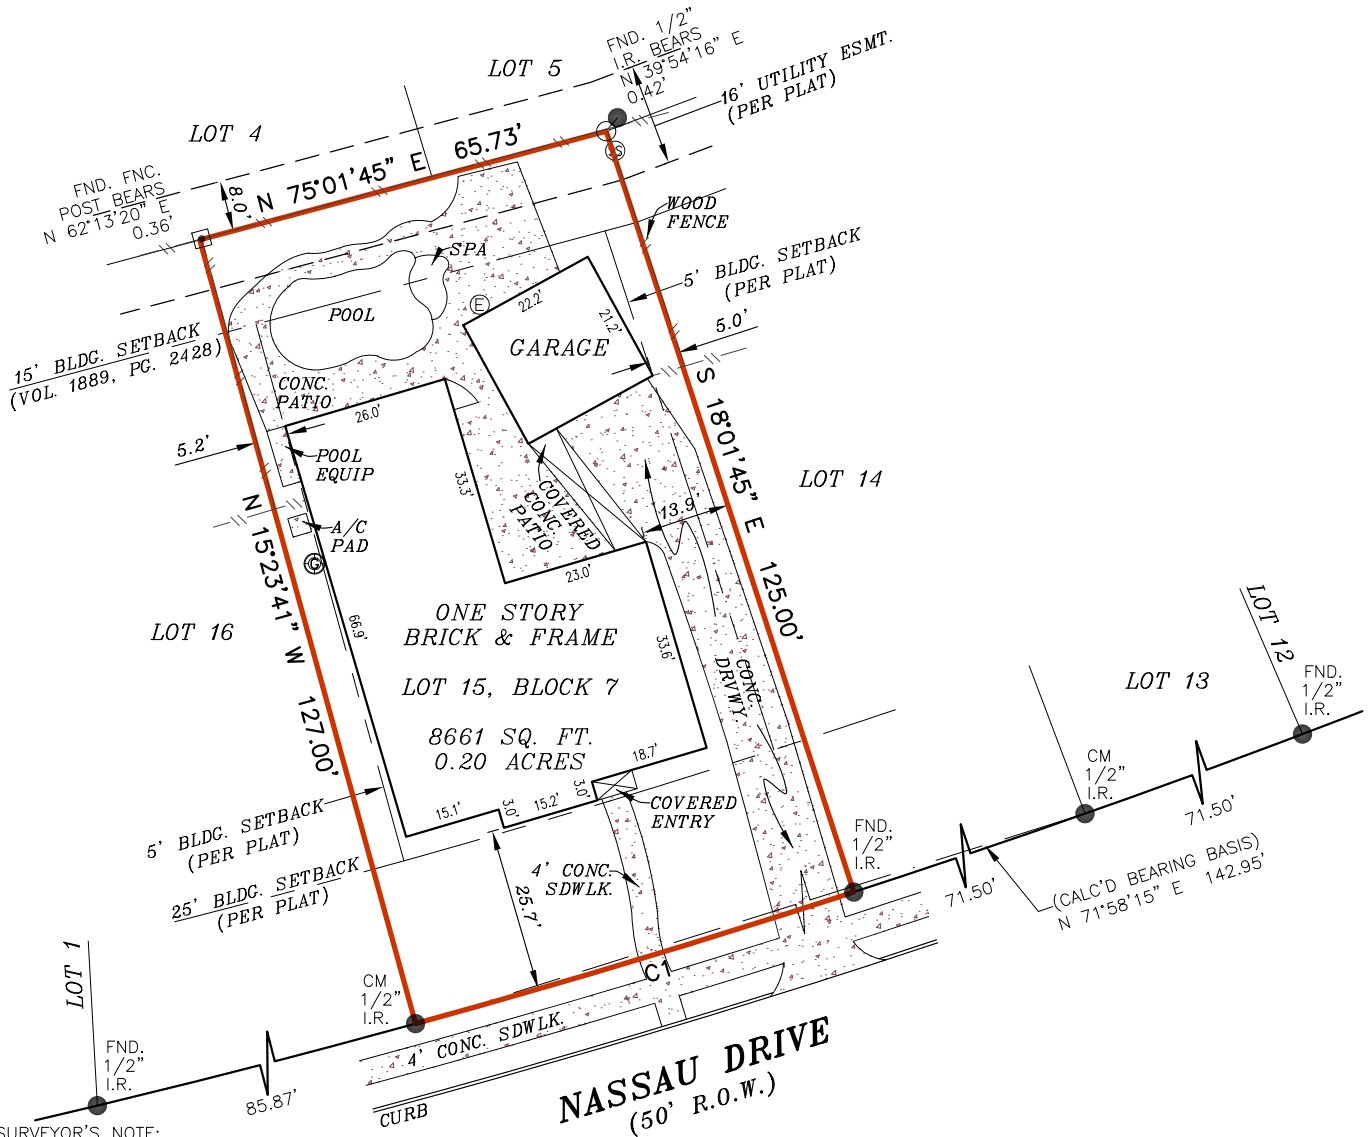 FND. 1/2"
I.R. BEARS
N 39°54'16" E
0.42'
LOT 5
16' UTILITY ESMT.
(PER PLAT)
LOT 4
FND. FNC.
POST BEARS
N 62°13'20" E
0.36'
8.0'
N 75°01'45" E 65.73'
S
WOOD
FENCE
SPA
5' BLDG. SETBACK
(PER PLAT)
E
22.2'
21.2'
POOL
GARAGE
5.0'
15' BLDG. SETBACK
(VOL. 1889, PG. 2428)
CONC.
PATIO
26.0'
5.2'
POOL
EQUIP
33.3'
COVERED
CONC.
PATIO
S 18°01'45" E 125.00'
LOT 14
13.9'
A/C
PAD
G
N 15°23'41" W 127.00'
23.0'
LOT 16
66.9'
ONE STORY
BRICK & FRAME
33.6'
LOT 15, BLOCK 7
CONC.
DRVWY.
8661 SQ. FT.
0.20 ACRES
18.7'
LOT 12
LOT 13
FND.
1/2"
I.R.
CM
1/2"
I.R.
71.50'
15.1'
3.0'
15.2'
3.0'
COVERED
ENTRY
5' BLDG. SETBACK
(PER PLAT)
25' BLDG. SETBACK
(PER PLAT)
4' CONC.
SDWLK.
25.7'
FND.
1/2"
I.R.
71.50'
(CALC'D BEARING BASIS)
N 71°58'15" E 142.95'
LOT 1
CM
1/2"
I.R.
C1
FND.
1/2"
I.R.
85.87'
4' CONC. SDWLK.
CURB
NASSAU DRIVE
(50' R.O.W.)
SURVEYOR'S NOTE: